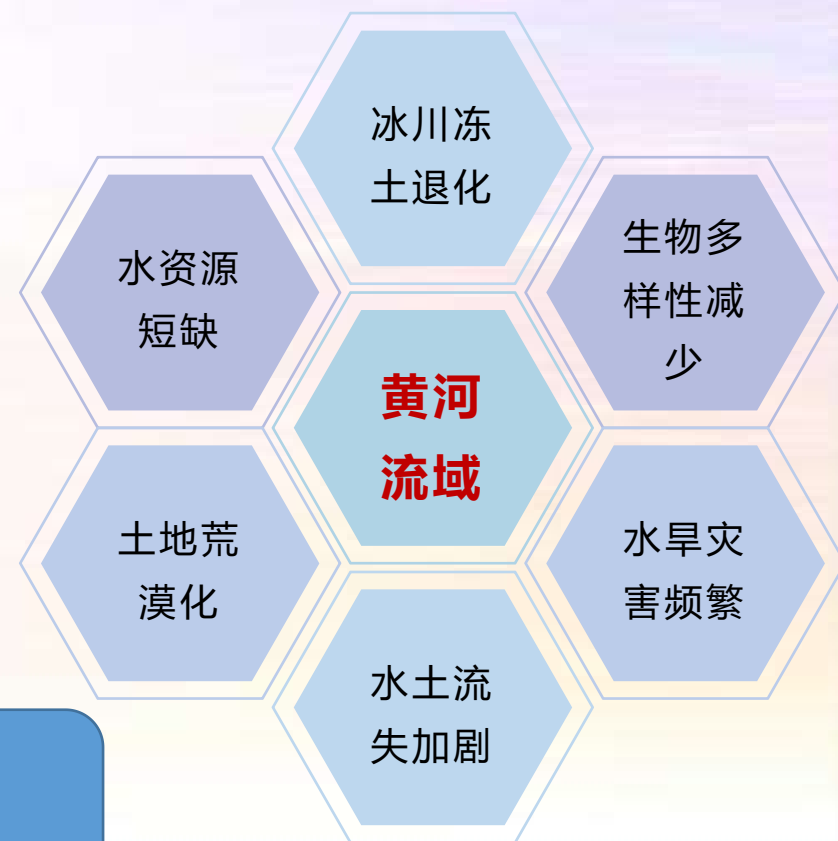 冰川冻
土退化
水资源
短缺
生物多
样性减
少
黄河
流域
土地荒
漠化
水旱灾
害频繁
水土流
失加剧